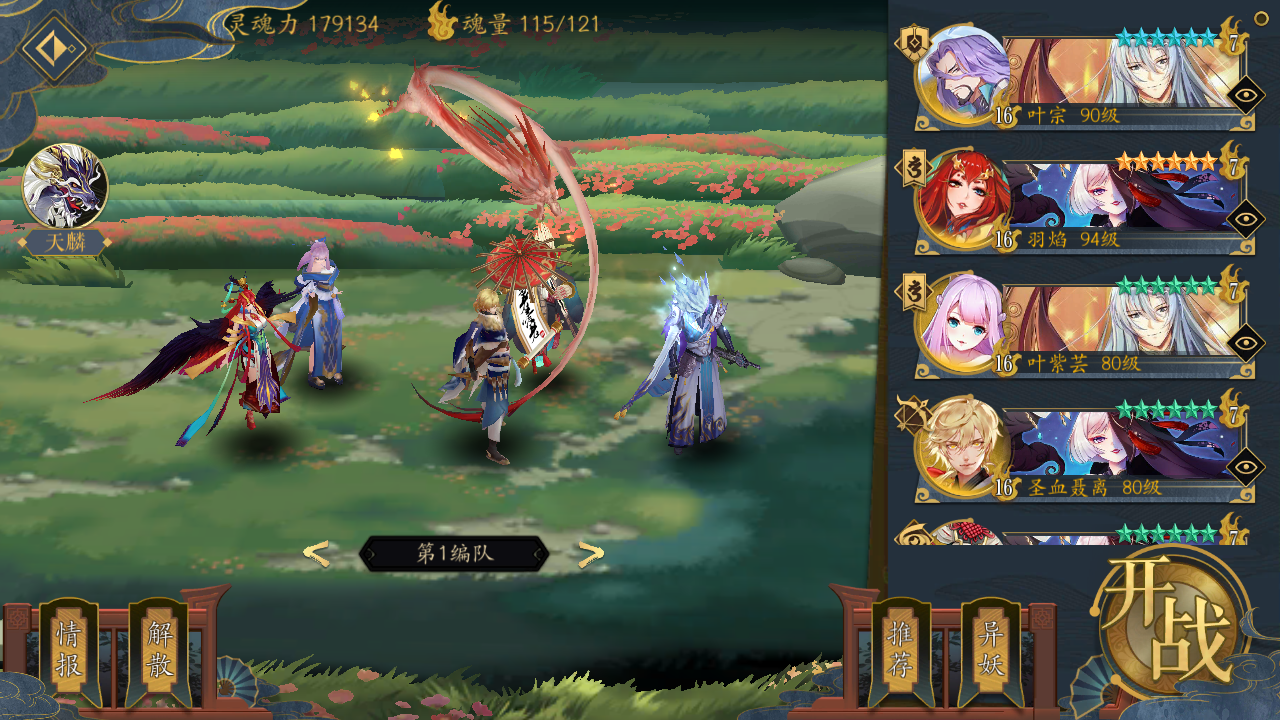 灵魂力 179134
魂量 115/121
天麟
7
16 叶宗 90级
7
16 羽焰 94级
7
16 叶紫芸 80级
7
16 圣血聂离 80级
7
第1编队
情报
解散
推荐
异妖
开战